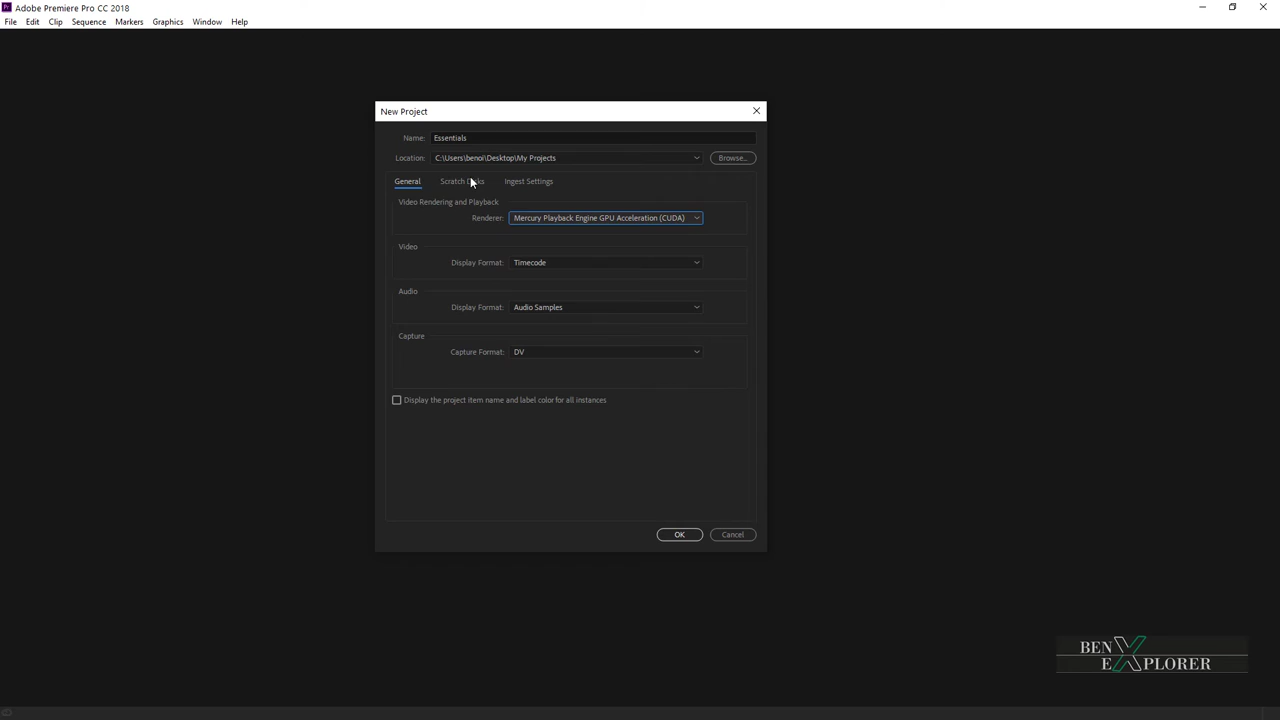 Adobe Premiere Pro CC 2018
File Edit Clip Sequence Markers Graphics Window Help
New Project
Name: Essentials
Location: C:\Users\benoi\Desktop\My Projects Browse...
General Scratch Disks Ingest Settings
Video Rendering and Playback
Renderer: Mercury Playback Engine GPU Acceleration (CUDA)
Video
Display Format: Timecode
Audio
Display Format: Audio Samples
Capture
Capture Format: DV
Display the project item name and label color for all instances
OK Cancel
BEN
EXPLORER